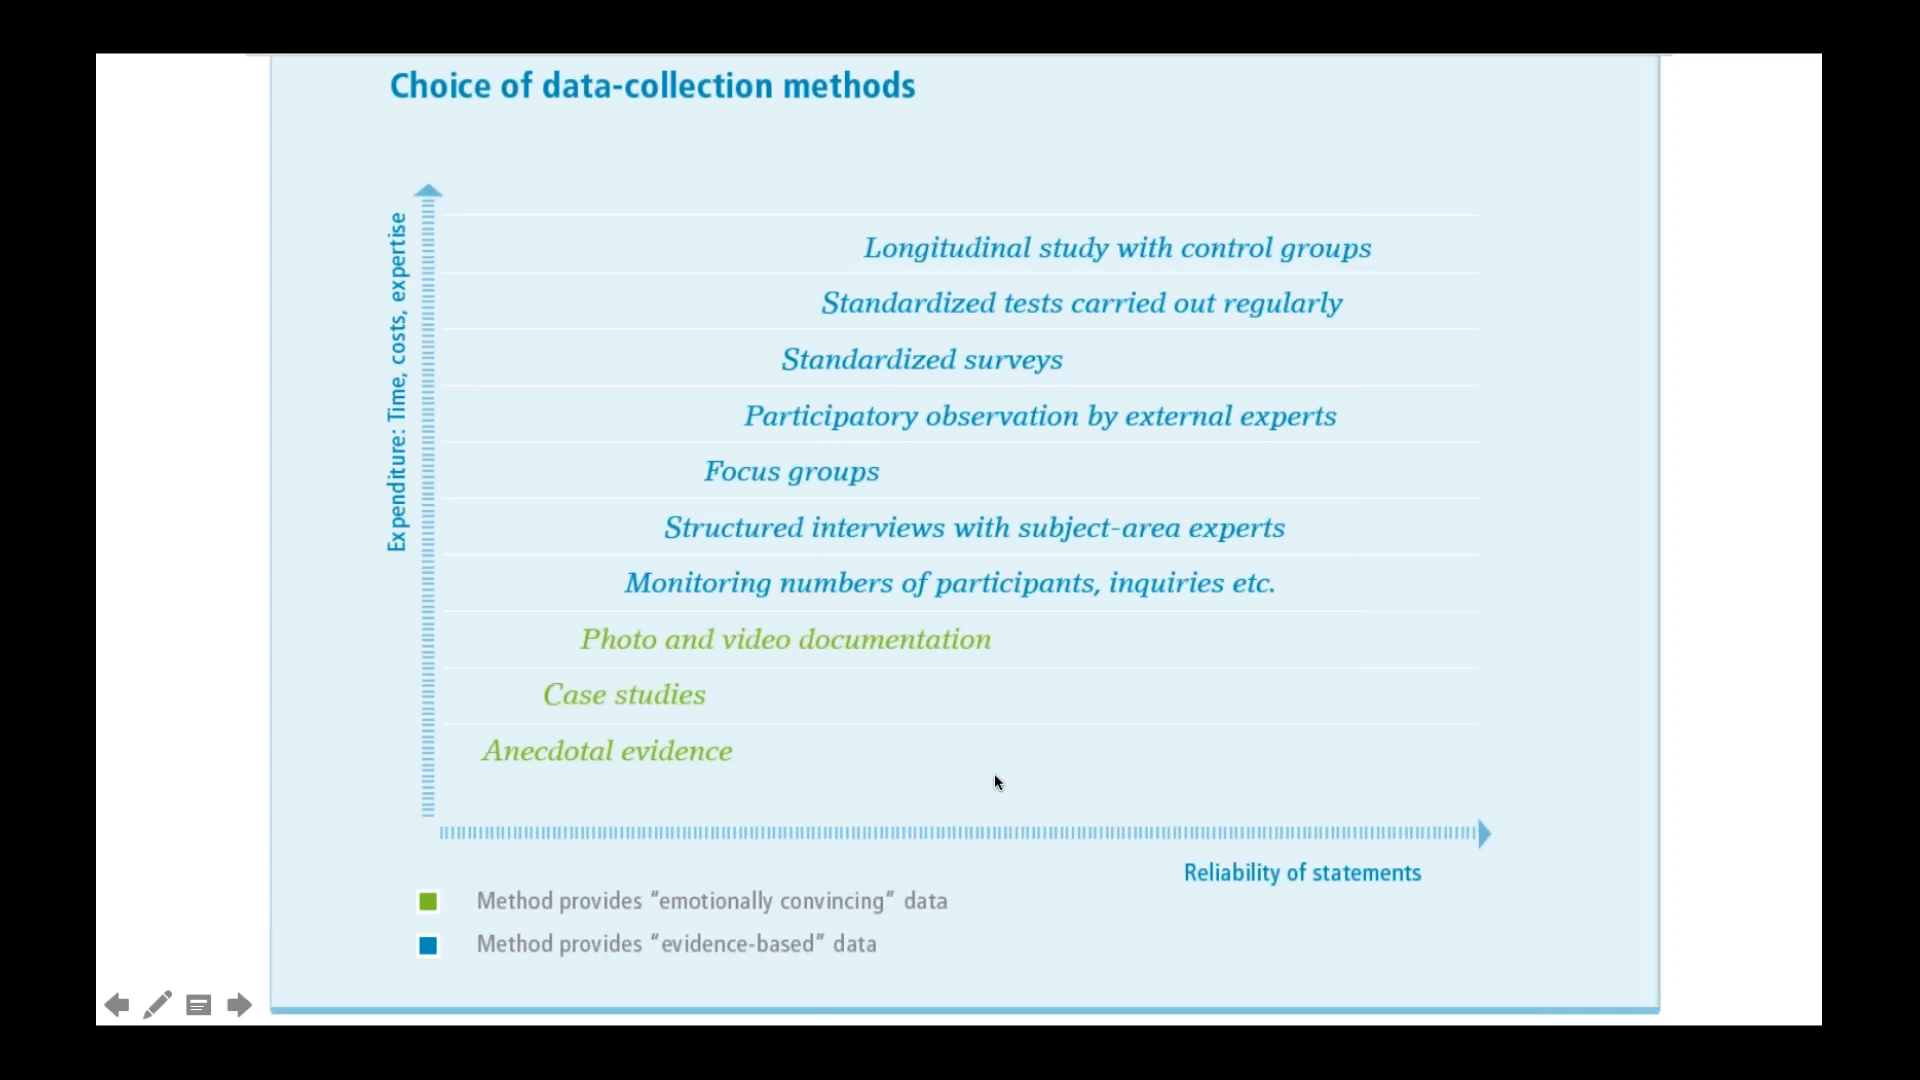 Choice of data-collection methods
Expenditure: Time, costs, expertise
Longitudinal study with control groups
Standardized tests carried out regularly
Standardized surveys
Participatory observation by external experts
Focus groups
Structured interviews with subject-area experts
Monitoring numbers of participants, inquiries etc.
Photo and video documentation
Case studies
Anecdotal evidence
Reliability of statements
Method provides “emotionally convincing” data
Method provides “evidence-based” data